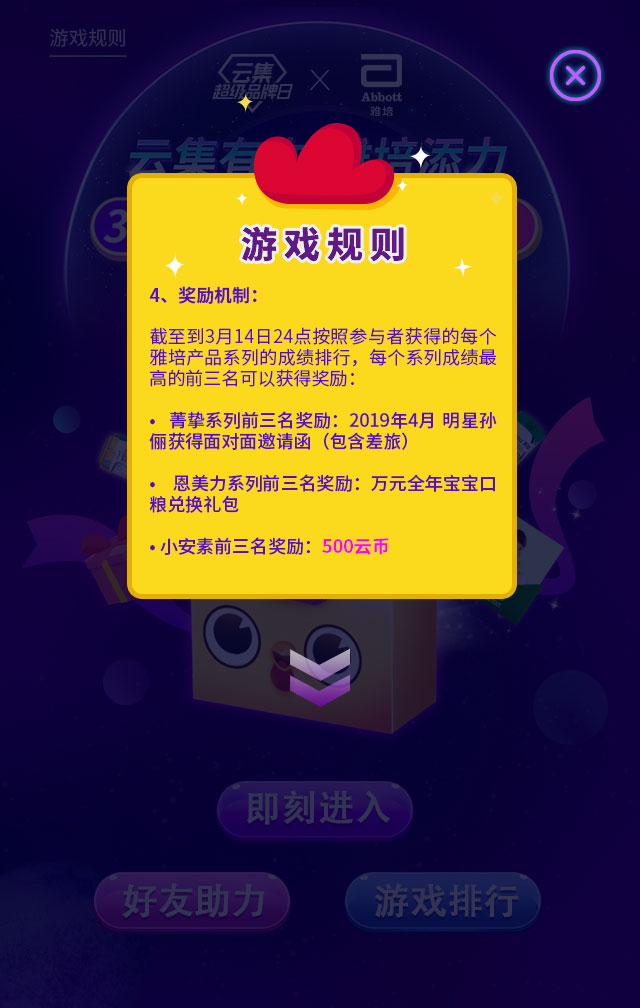 游戏规则
云集
超级品牌日
Abbott
雅培
游戏规则
4、奖励机制：
截至到3月14日24点按照参与者获得的每个
雅培产品系列的成绩排行，每个系列成绩最
高的前三名可以获得奖励：
• 菁挚系列前三名奖励：2019年4月 明星孙
俪获得面对面邀请函（包含差旅）
• 恩美力系列前三名奖励：万元全年宝宝口
粮兑换礼包
• 小安素前三名奖励：500云币
即刻进入
好友助力
游戏排行